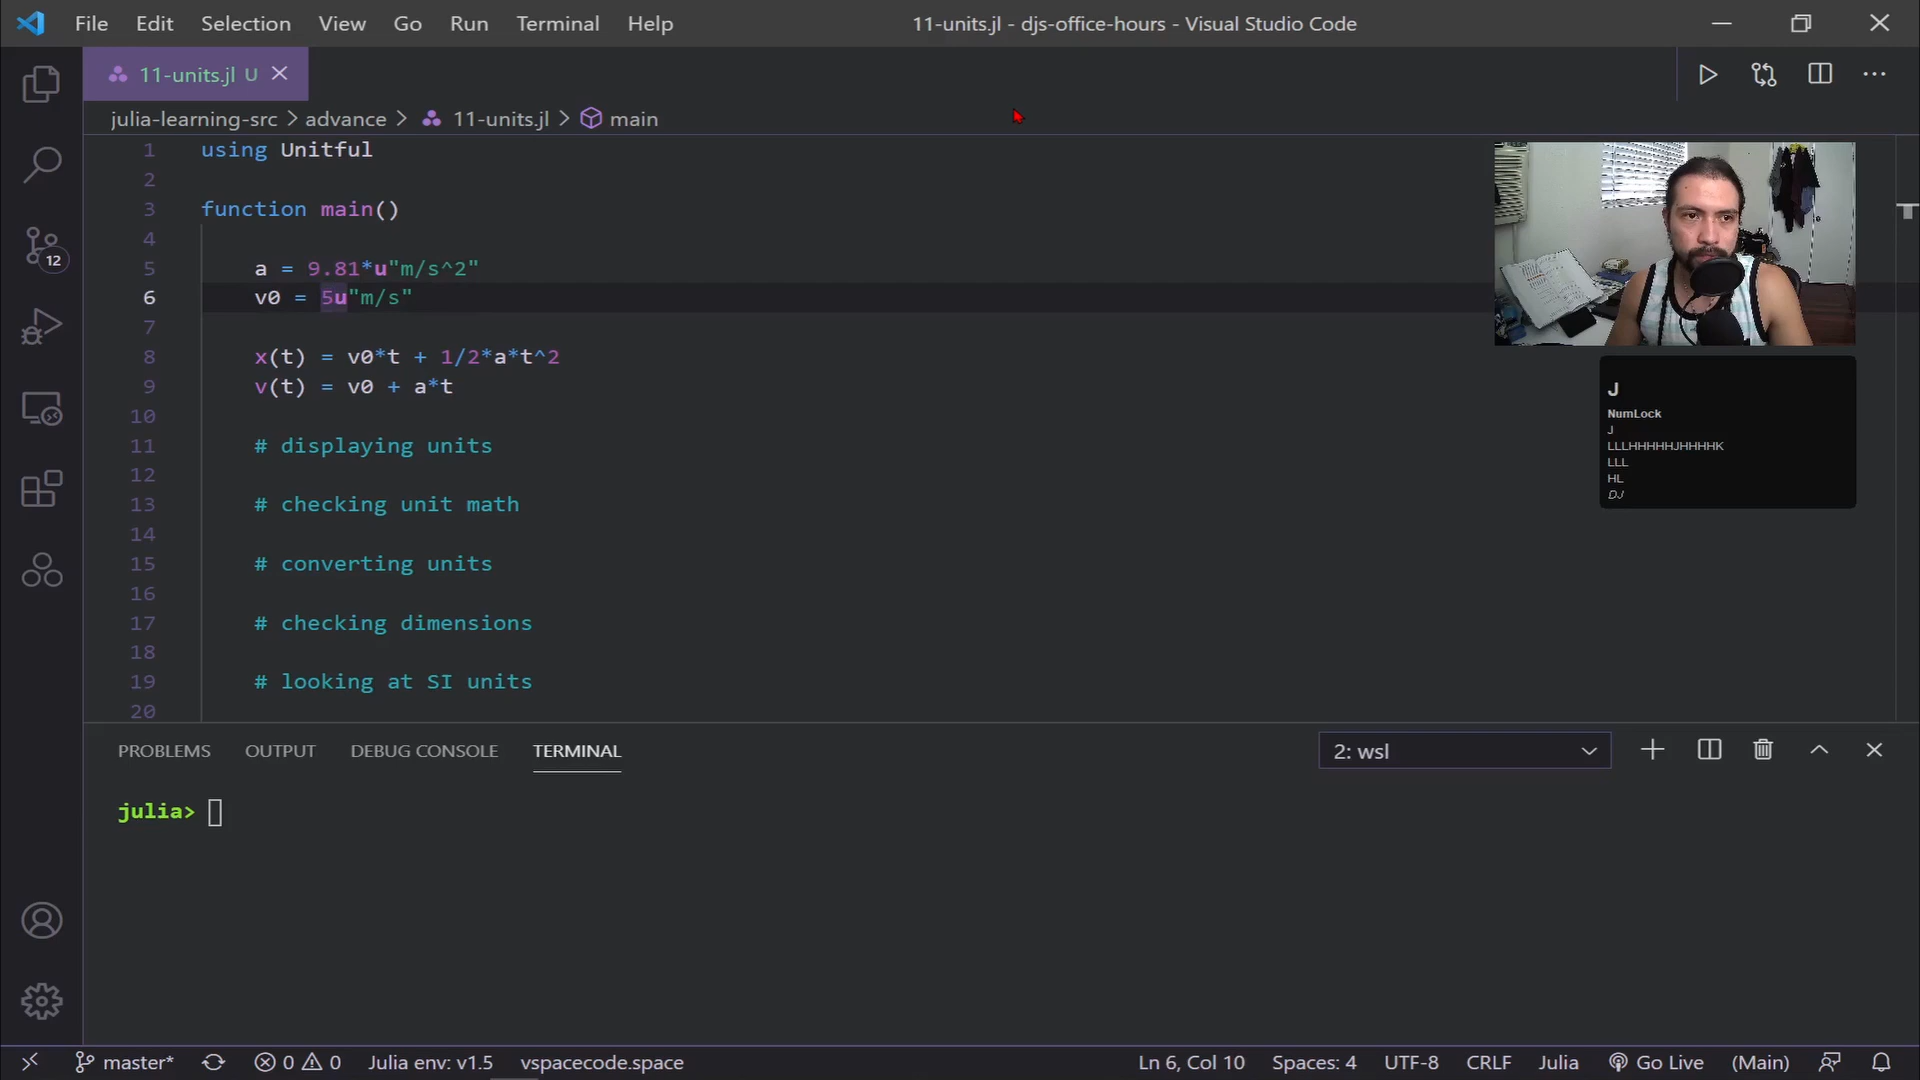 File Edit Selection View Go Run Terminal Help 11-units.jl - djs-office-hours - Visual Studio Code
11-units.jl U
julia-learning-src > advance > 11-units.jl > main
1 using Unitful
2
3 function main()
4
5 a = 9.81*u"m/s^2"
6 v0 = 5u"m/s"
7
8 x(t) = v0*t + 1/2*a*t^2
9 v(t) = v0 + a*t
10
11 # displaying units
12
13 # checking unit math
14
15 # converting units
16
17 # checking dimensions
18
19 # looking at SI units
20
12
J
NumLock
J
LLLHHHHHJHHHHK
LLL
HL
DJ
PROBLEMS OUTPUT DEBUG CONSOLE TERMINAL 2: wsl
julia>
master* 0 0 Julia env: v1.5 vspacecode.space Ln 6, Col 10 Spaces: 4 UTF-8 CRLF Julia Go Live (Main)